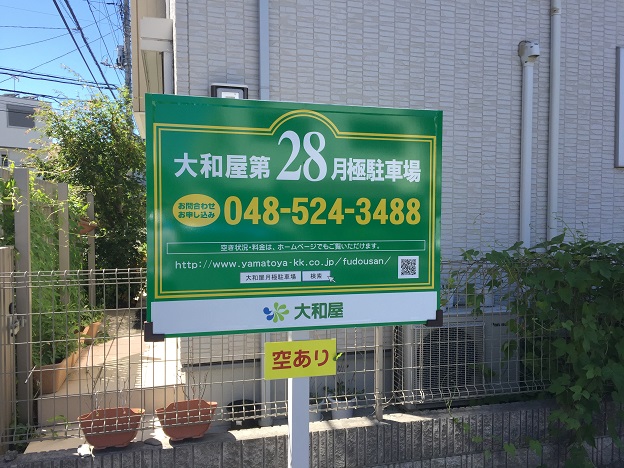 大和屋第28月極駐車場
お問合わせ
お申し込み
048-524-3488
空き状況・料金は、ホームページでもご覧いただけます。
http://www.yamatoya-kk.co.jp/fudousan/
大和屋月極駐車場 検索
大和屋
空あり